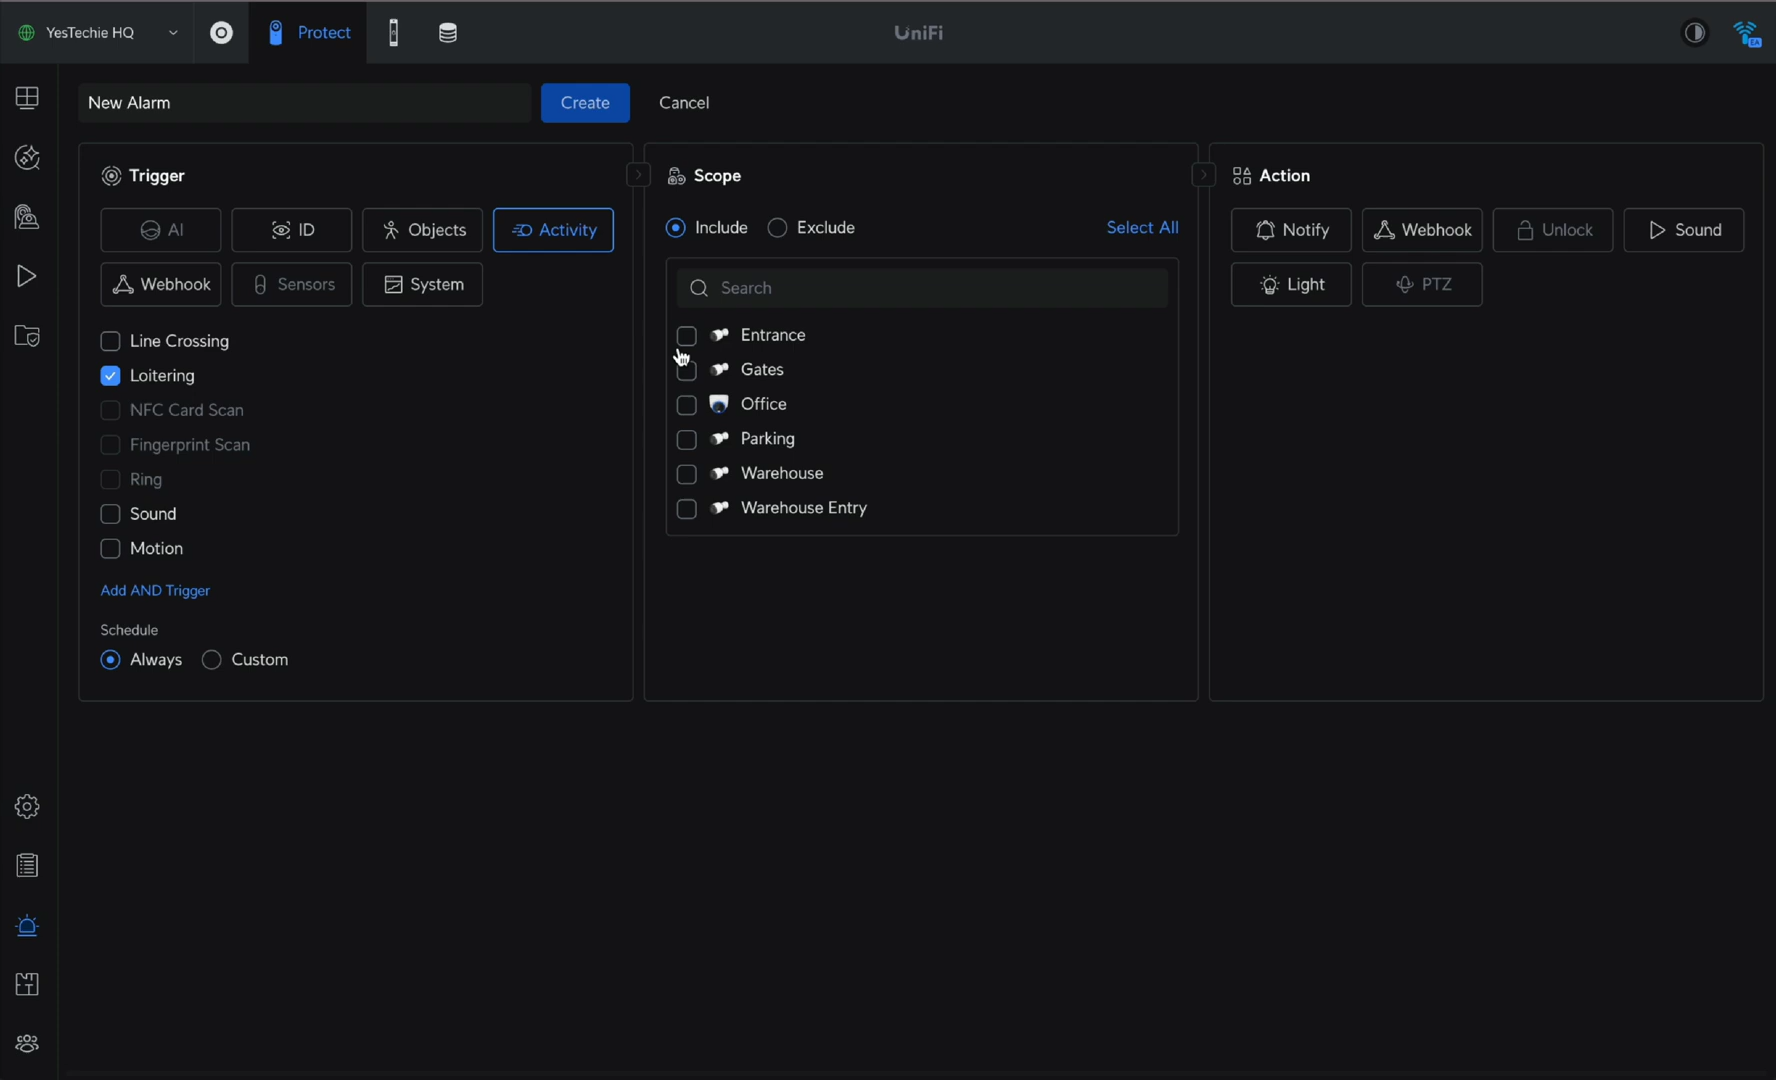 YesTechie HQ
Protect
UniFi
New Alarm
Create
Cancel
Trigger
AI
ID
Objects
Activity
Webhook
Sensors
System
Line Crossing
Loitering
NFC Card Scan
Fingerprint Scan
Ring
Sound
Motion
Add AND Trigger
Schedule
Always
Custom
Scope
Include
Exclude
Select All
Search
Entrance
Gates
Office
Parking
Warehouse
Warehouse Entry
Action
Notify
Webhook
Unlock
Sound
Light
PTZ
EA